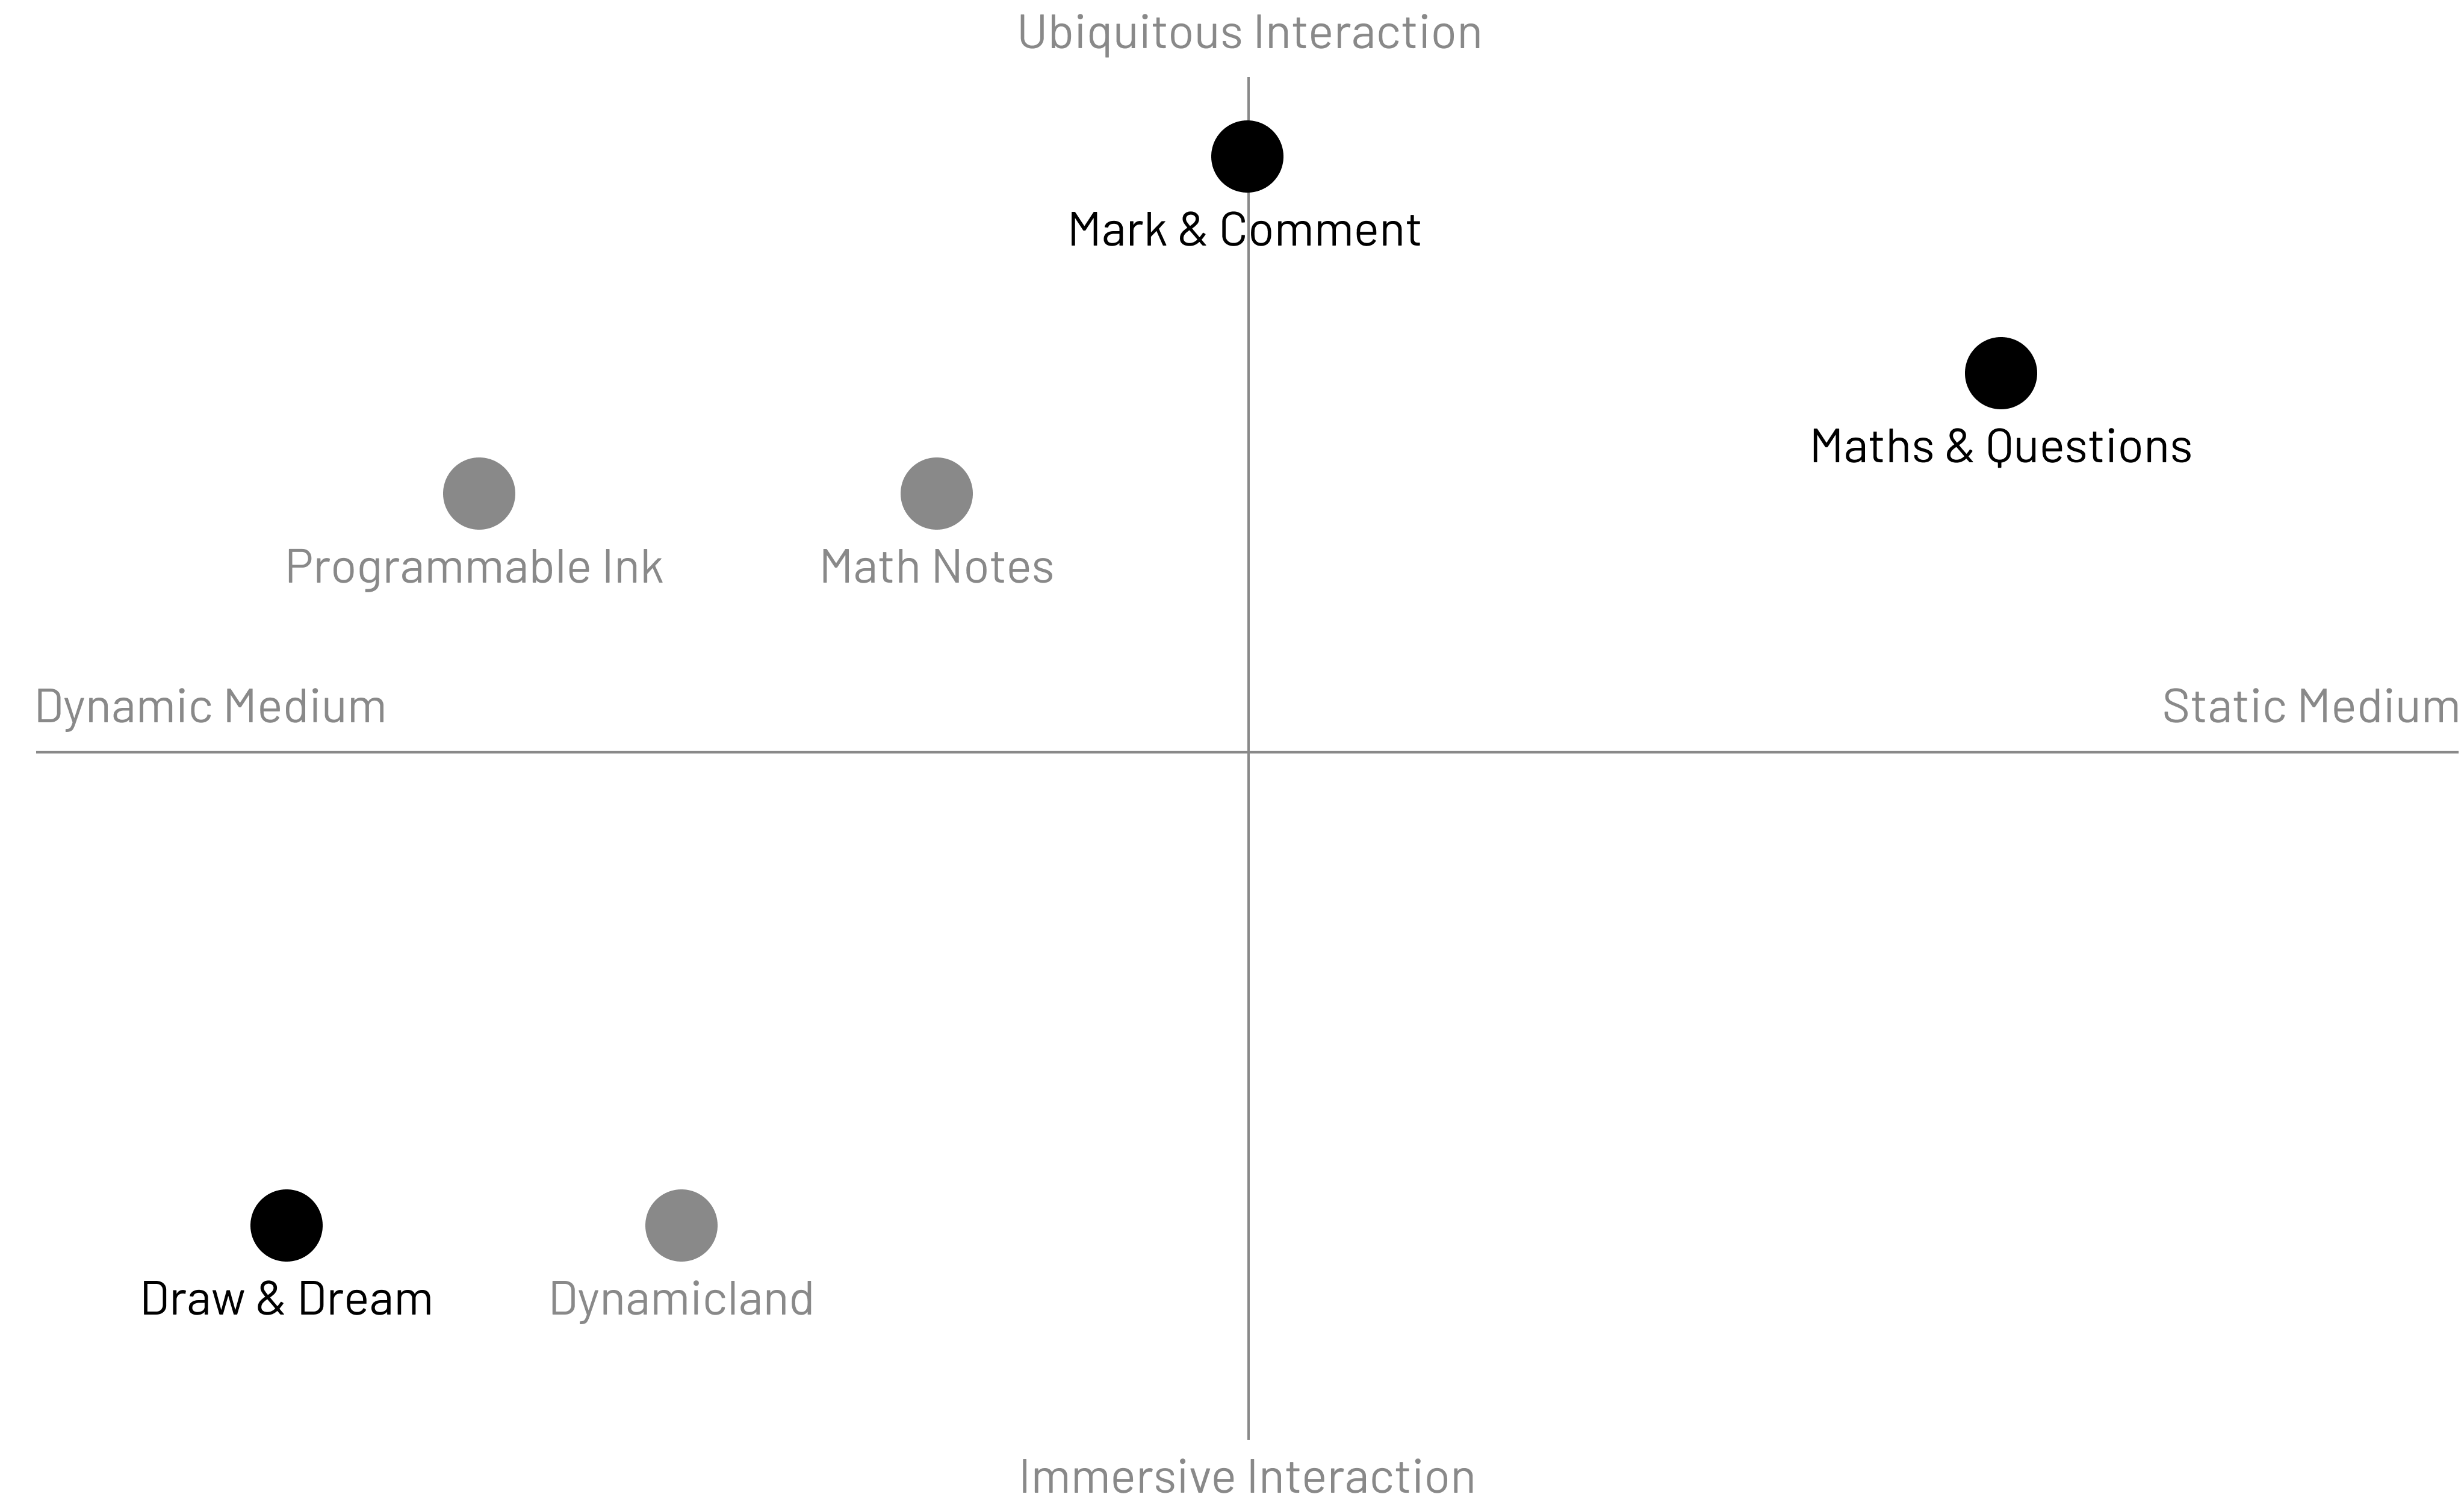 Ubiquitous Interaction
Mark & Comment
Maths & Questions
Programmable Ink
Math Notes
Dynamic Medium
Static Medium
Draw & Dream
Dynamicland
Immersive Interaction